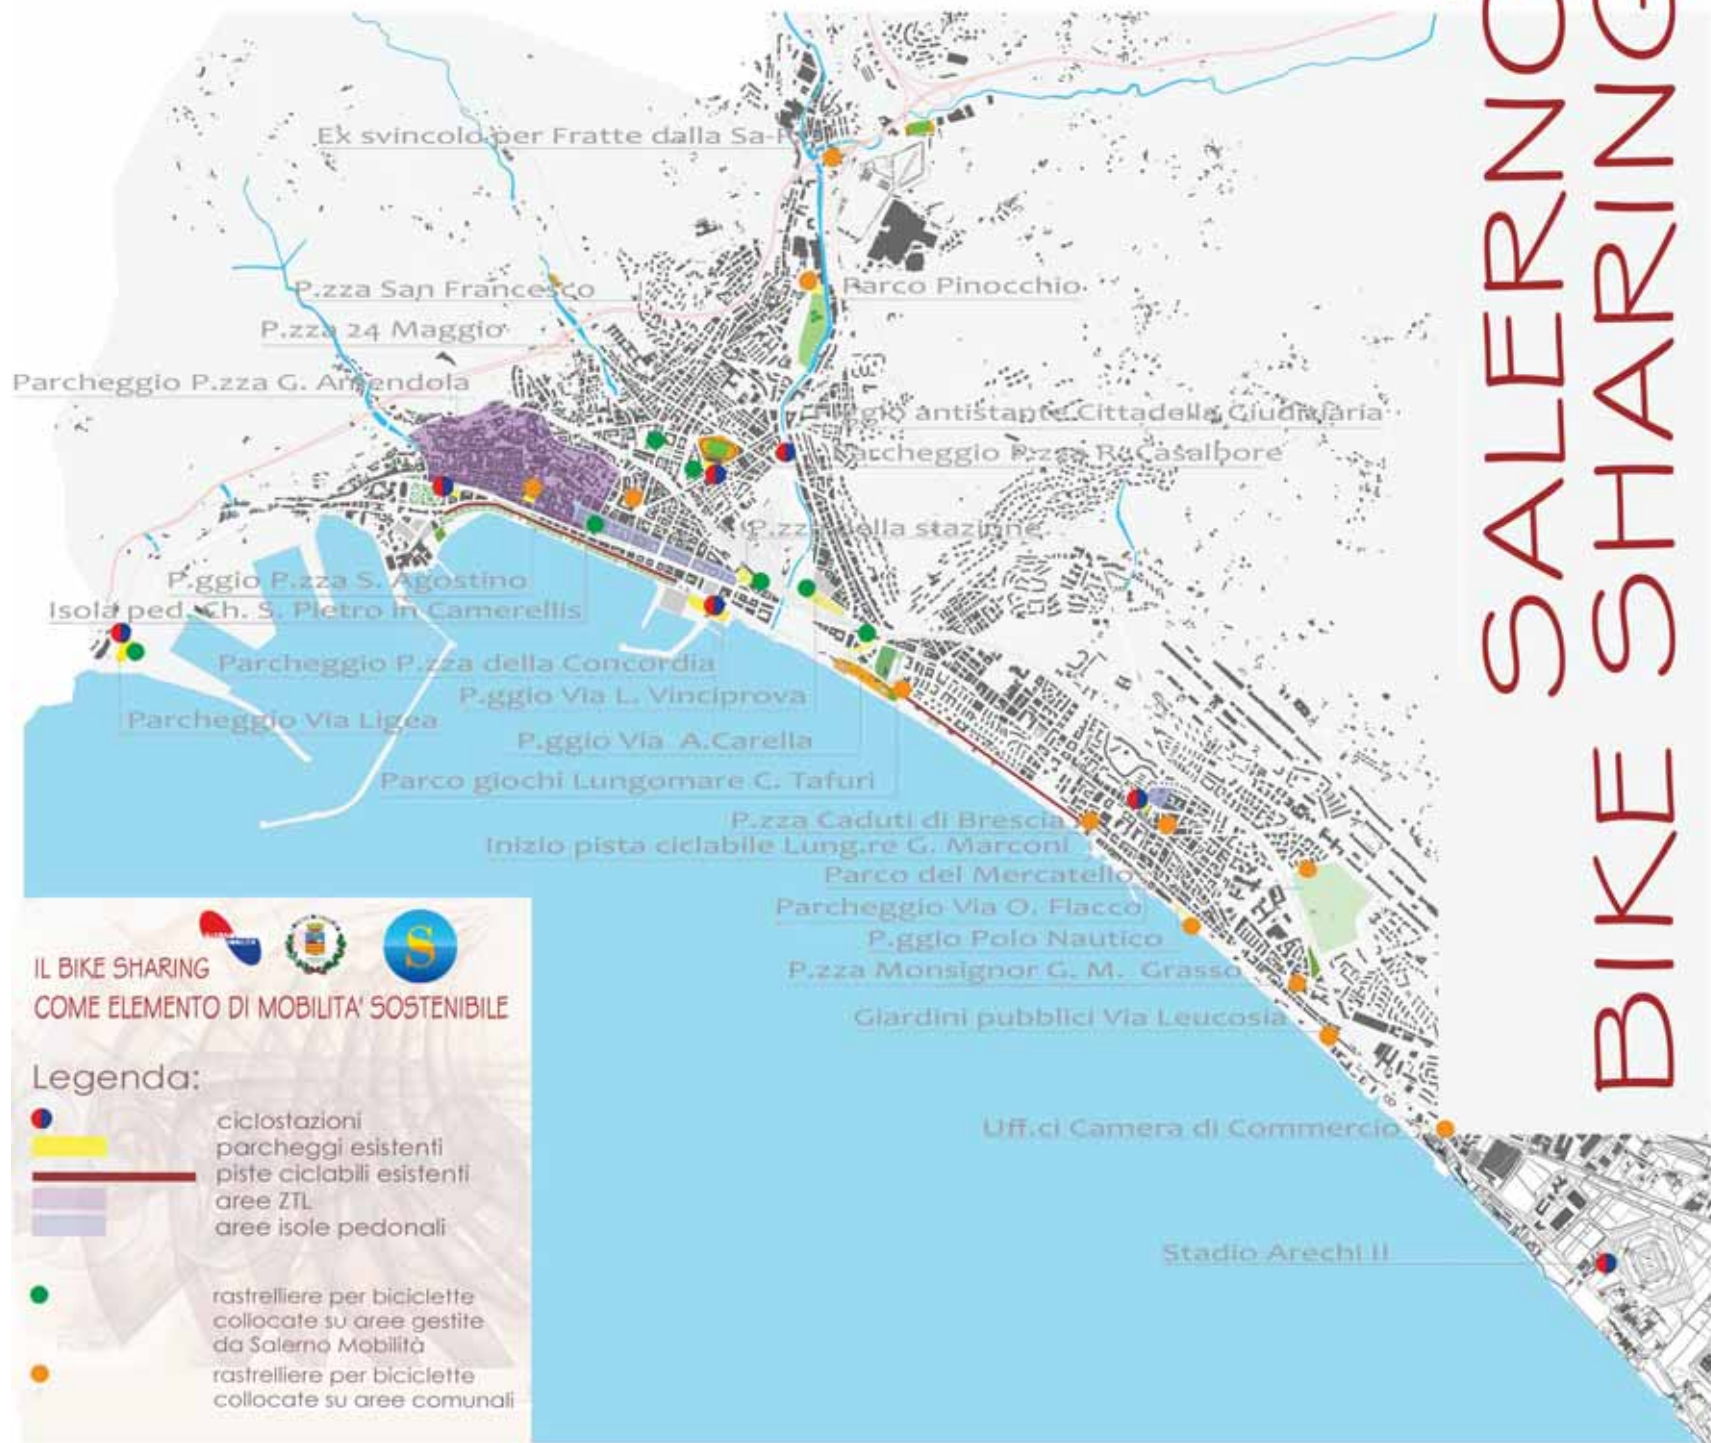 SALERNO
BIKE SHARING
Ex svincolo per Fratte dalla Sa-
P.zza San Francesco
Parco Pinocchio
P.zza 24 Maggio
Parcheggio P.zza G. Amendola
antistante Cittadella Giudiziaria
Parcheggio P.zza R. Casalbore
P.zza della stazione
P.ggio P.zza S. Agostino
Isola ped. Ch. S. Pietro in Camerellis
Parcheggio P.zza della Concordia
P.ggio Via L. Vinciprova
Parcheggio Via Ligea
P.ggio Via A.Carella
Parco giochi Lungomare C. Tafuri
P.zza Caduti di Brescia
Inizio pista ciclabile Lung.re G. Marconi
Parco del Mercatello
Parcheggio Via O. Flacco
P.ggio Polo Nautico
P.zza Monsignor G. M. Grasso
Giardini pubblici Via Leucosia
Uff.ci Camera di Commercio
Stadio Arechi II
S
IL BIKE SHARING
COME ELEMENTO DI MOBILITA' SOSTENIBILE
Legenda:
ciclostazioni
parcheggi esistenti
piste ciclabili esistenti
aree ZTL
aree isole pedonali
rastrelliere per biciclette
collocate su aree gestite
da Salerno Mobilità
rastrelliere per biciclette
collocate su aree comunali